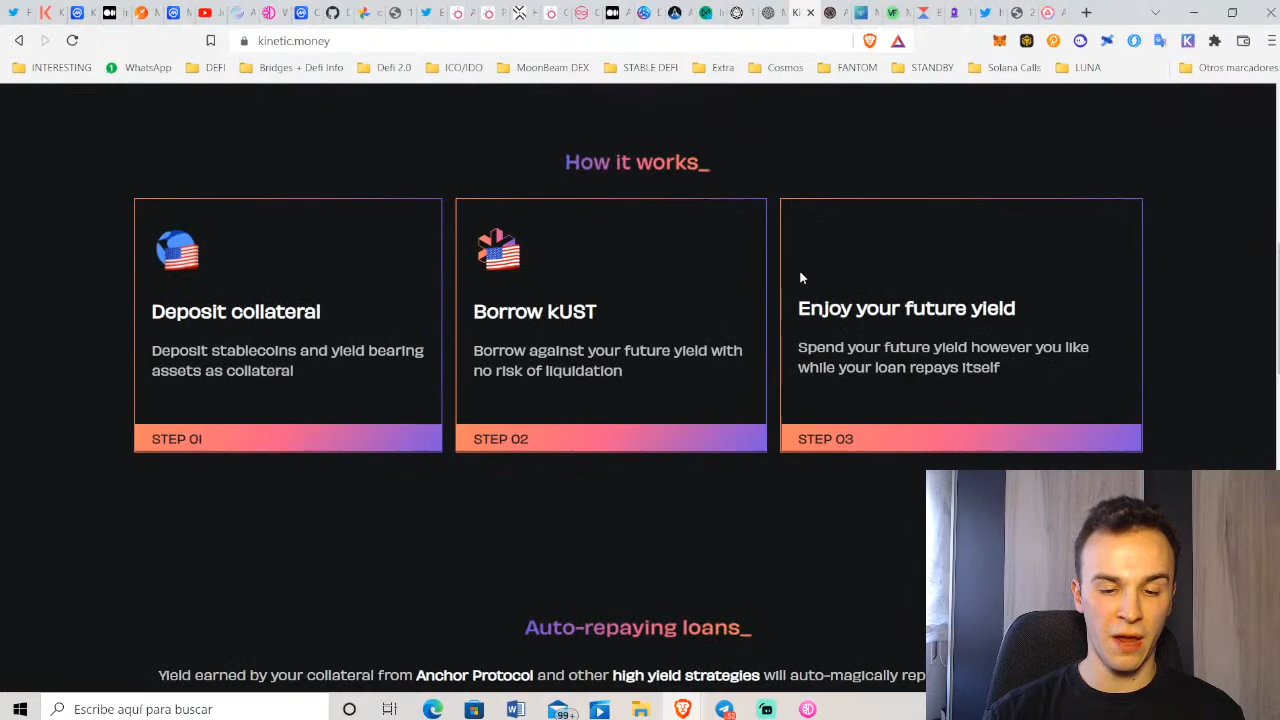 kinetic.money
INTERESTING WhatsApp DEFI Bridges + Defi Info Defi 2.0 ICO/IDO MoonBeam DEX STABLE DEFI Extra Cosmos FANTOM STANDBY Solana Calls LUNA Otros marcadores
How it works_
Deposit collateral
Deposit stablecoins and yield bearing
assets as collateral
STEP 01
Borrow kUST
Borrow against your future yield with
no risk of liquidation
STEP 02
Enjoy your future yield
Spend your future yield however you like
while your loan repays itself
STEP 03
Auto-repaying loans_
Yield earned by your collateral from Anchor Protocol and other high yield strategies will auto-magically rep
Escribe aquí para buscar
99+